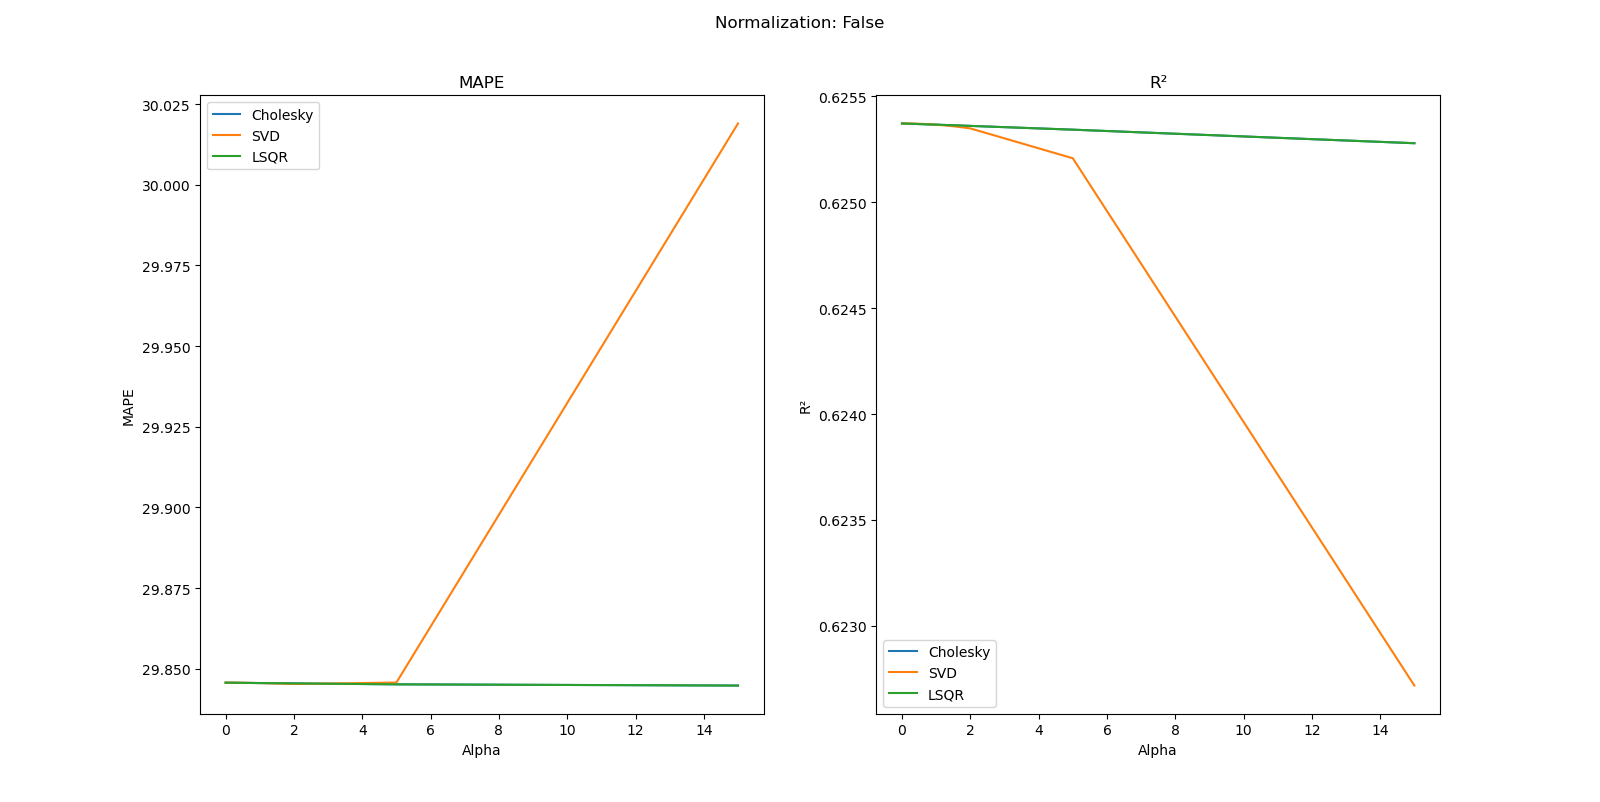 Normalization: False
MAPE
30.025
30.000
29.975
29.950
29.925
29.900
29.875
29.850
MAPE
Cholesky
SVD
LSQR
0 2 4 6 8 10 12 14
Alpha
R²
0.6255
0.6250
0.6245
0.6240
0.6235
0.6230
R²
Cholesky
SVD
LSQR
0 2 4 6 8 10 12 14
Alpha